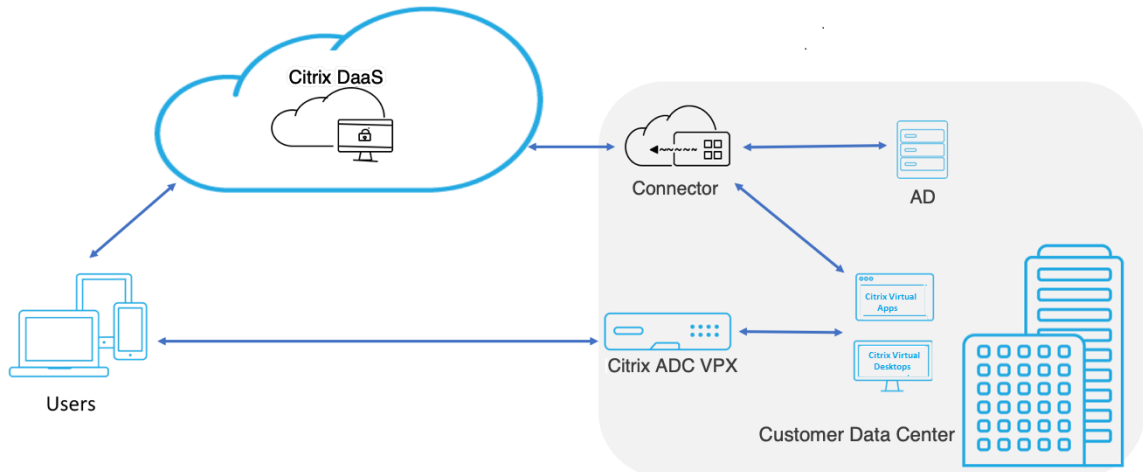 Citrix DaaS
Connector
AD
Citrix Virtual
Apps
Citrix ADC VPX
Citrix Virtual
Desktops
Users
Customer Data Center